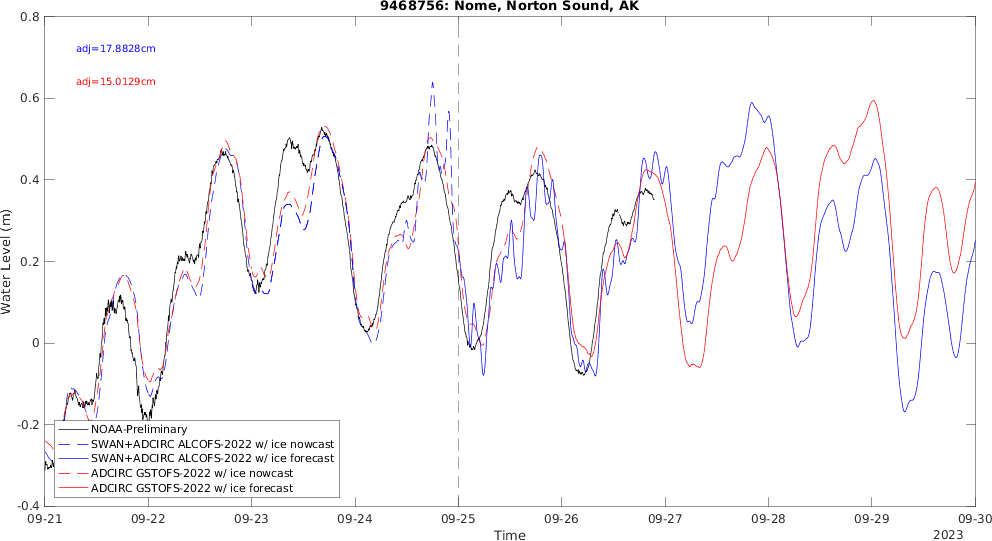 9468756: Nome, Norton Sound, AK
0.8
adj=17.8828cm
adj=15.0129cm
0.6
0.4
0.2
0
-0.2
-0.4
Water Level (m)
NOAA-Preliminary
SWAN+ADCIRC ALCOFS-2022 w/ ice nowcast
SWAN+ADCIRC ALCOFS-2022 w/ ice forecast
ADCIRC GSTOFS-2022 w/ ice nowcast
ADCIRC GSTOFS-2022 w/ ice forecast
09-21 09-22 09-23 09-24 09-25 09-26 09-27 09-28 09-29 09-30
Time
2023